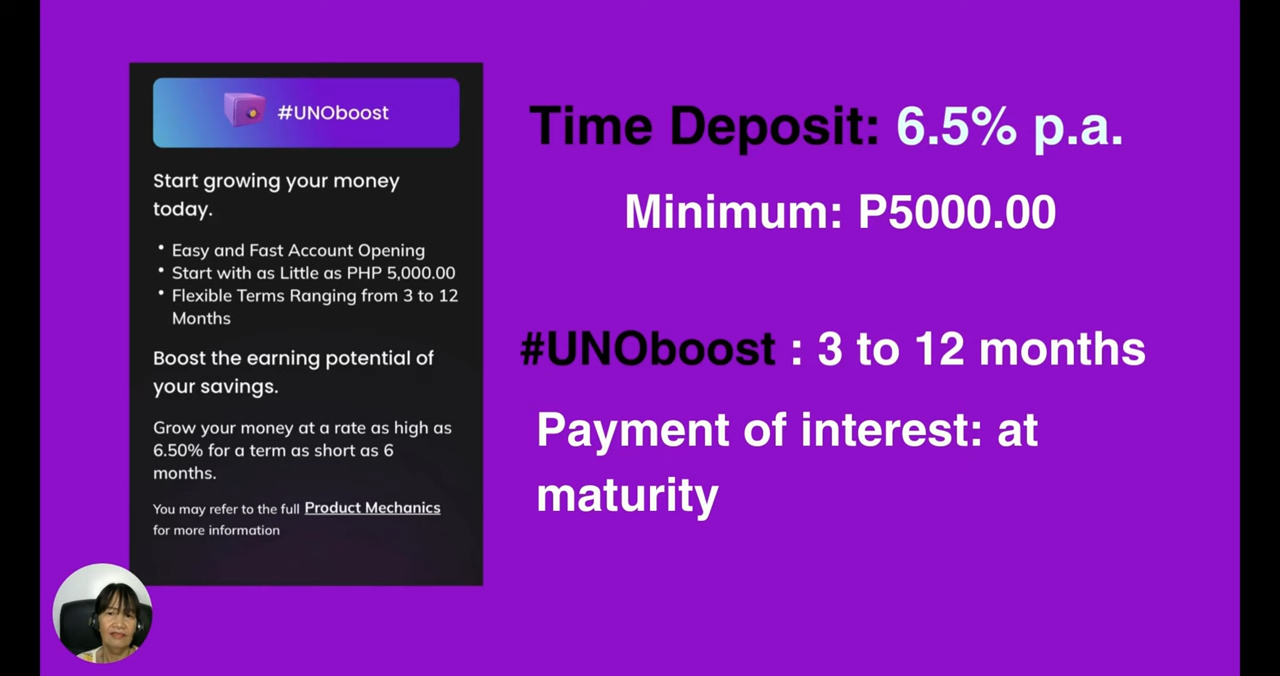 #UNOboost
Start growing your money
today.
• Easy and Fast Account Opening
• Start with as Little as PHP 5,000.00
• Flexible Terms Ranging from 3 to 12
Months
Boost the earning potential of
your savings.
Grow your money at a rate as high as
6.50% for a term as short as 6
months.
You may refer to the full Product Mechanics
for more information
Time Deposit: 6.5% p.a.
Minimum: P5000.00
#UNOboost : 3 to 12 months
Payment of interest: at
maturity